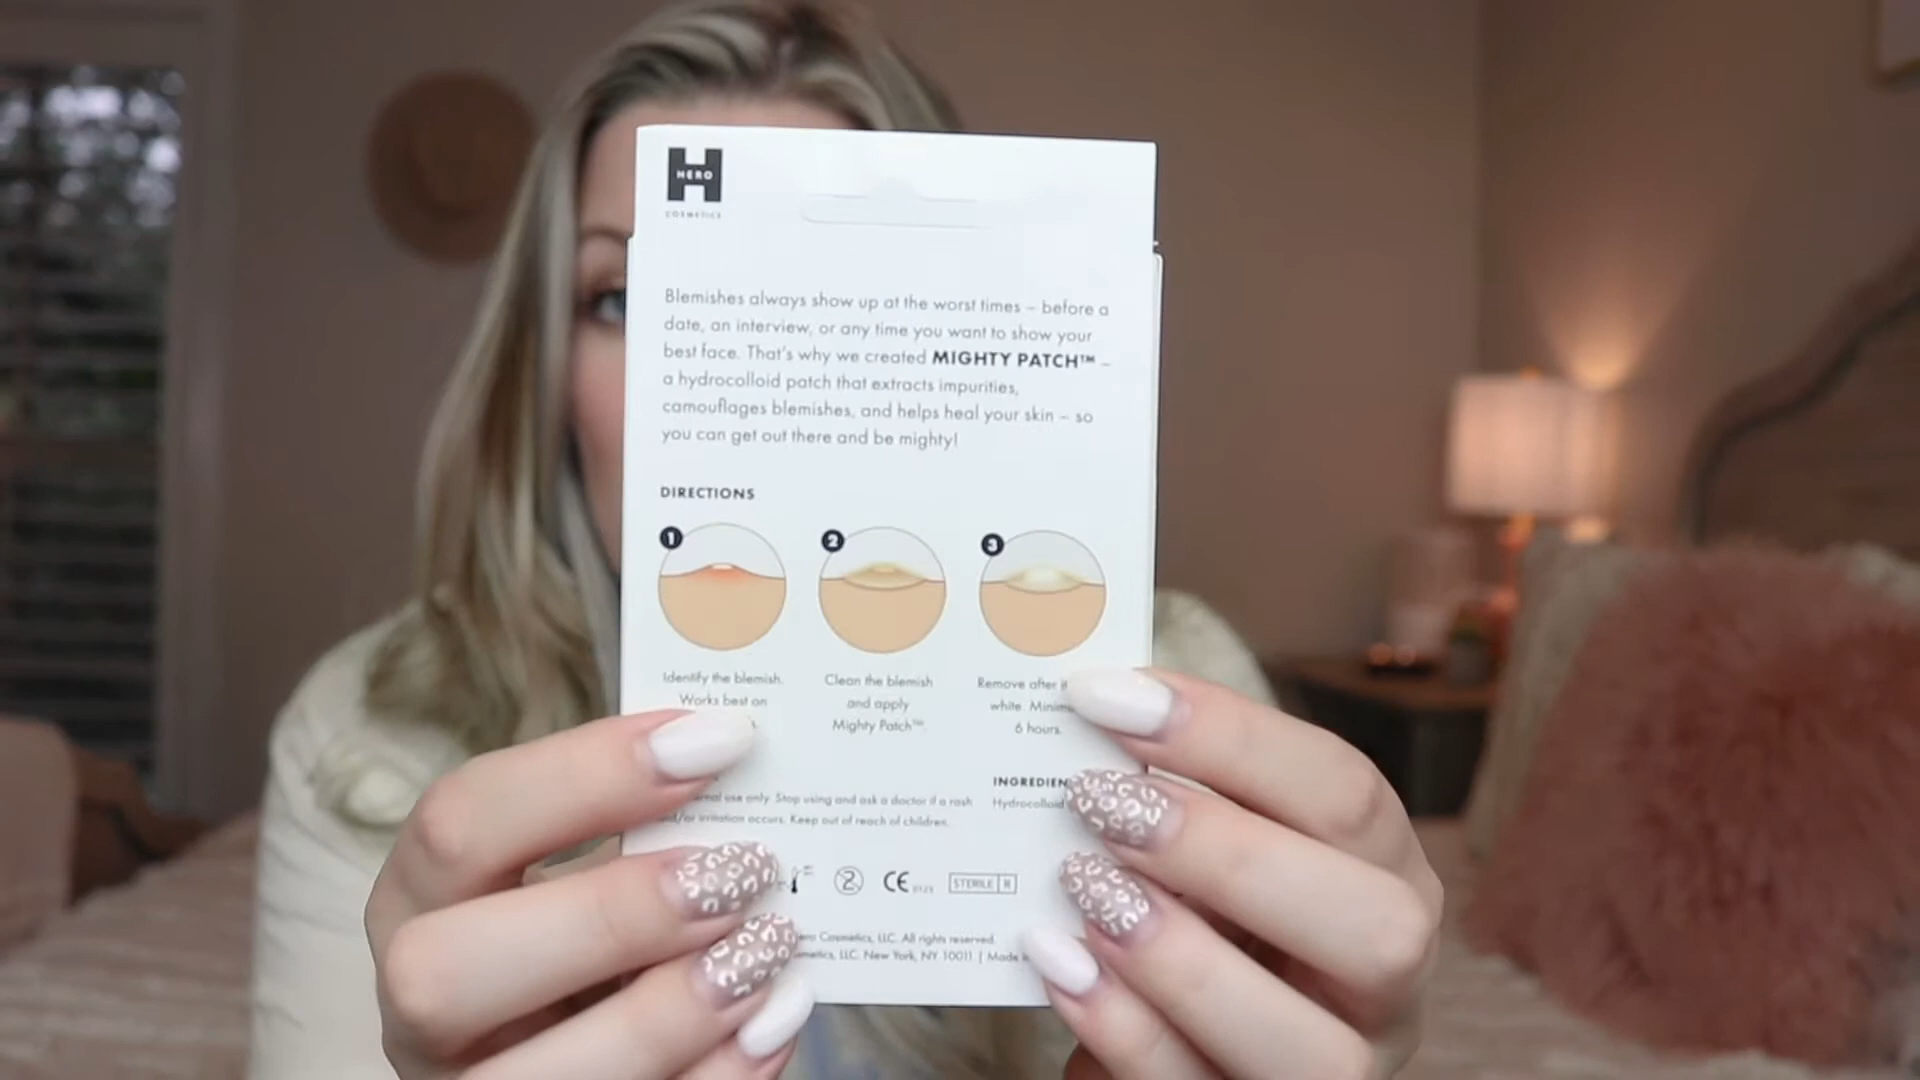 HERO
COSMETICS
Blemishes always show up at the worst times – before a
date, an interview, or any time you want to show your
best face. That's why we created MIGHTY PATCH™ –
a hydrocolloid patch that extracts impurities,
camouflages blemishes, and helps heal your skin – so
you can get out there and be mighty!
DIRECTIONS
1
2
3
Identify the blemish.
Works best on
Clean the blemish
and apply
Mighty Patch™.
Remove after
white.
6 hours.
use only. Stop using and ask a doctor if a rash
irritation occurs. Keep out of reach of children.
Hydrocolloid
2
CE
STERILE R
Cosmetics, LLC. All rights reserved.
LLC. New York, NY 10011 | Made